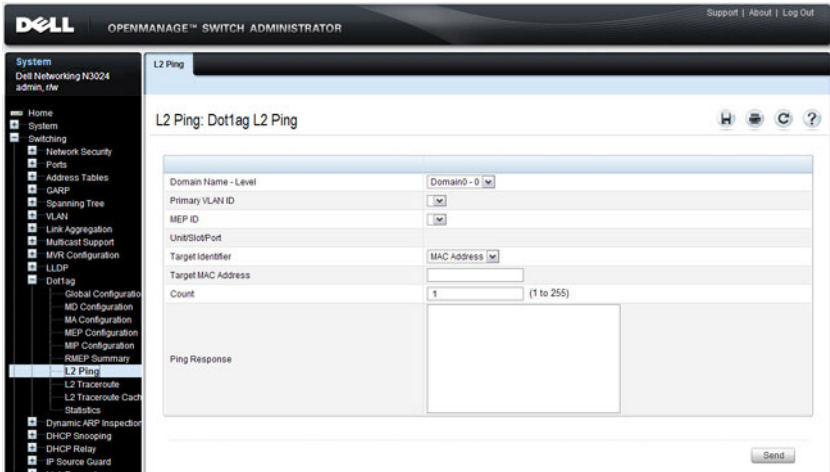 Support | About | Log Out
DELL OPENMANAGE™ SWITCH ADMINISTRATOR
System
Dell Networking N3024
admin, r/w
Home
System
Switching
Network Security
Ports
Address Tables
GARP
Spanning Tree
VLAN
Link Aggregation
Multicast Support
MVR Configuration
LLDP
Dot1ag
Global Configuratio
MD Configuration
MA Configuration
MEP Configuration
MIP Configuration
RMEP Summary
L2 Ping
L2 Traceroute
L2 Traceroute Cach
Statistics
Dynamic ARP Inspection
DHCP Snooping
DHCP Relay
IP Source Guard
L2 Ping
L2 Ping: Dot1ag L2 Ping
Domain Name - Level Domain0 - 0
Primary VLAN ID
MEP ID
Unit/Slot/Port
Target Identifier MAC Address
Target MAC Address
Count 1 (1 to 255)
Ping Response
Send